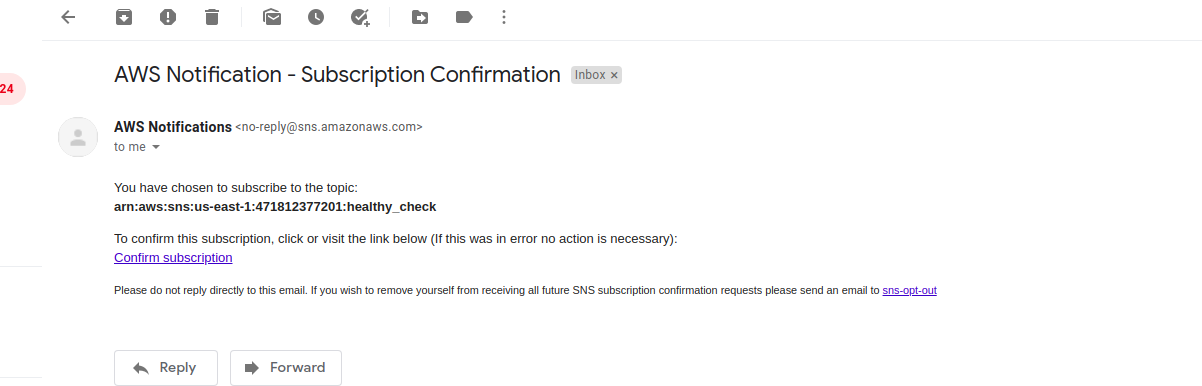 AWS Notification - Subscription Confirmation Inbox ×
24
AWS Notifications <no-reply@sns.amazonaws.com>
to me
You have chosen to subscribe to the topic:
arn:aws:sns:us-east-1:471812377201:healthy_check
To confirm this subscription, click or visit the link below (If this was in error no action is necessary):
Confirm subscription
Please do not reply directly to this email. If you wish to remove yourself from receiving all future SNS subscription confirmation requests please send an email to sns-opt-out
Reply Forward